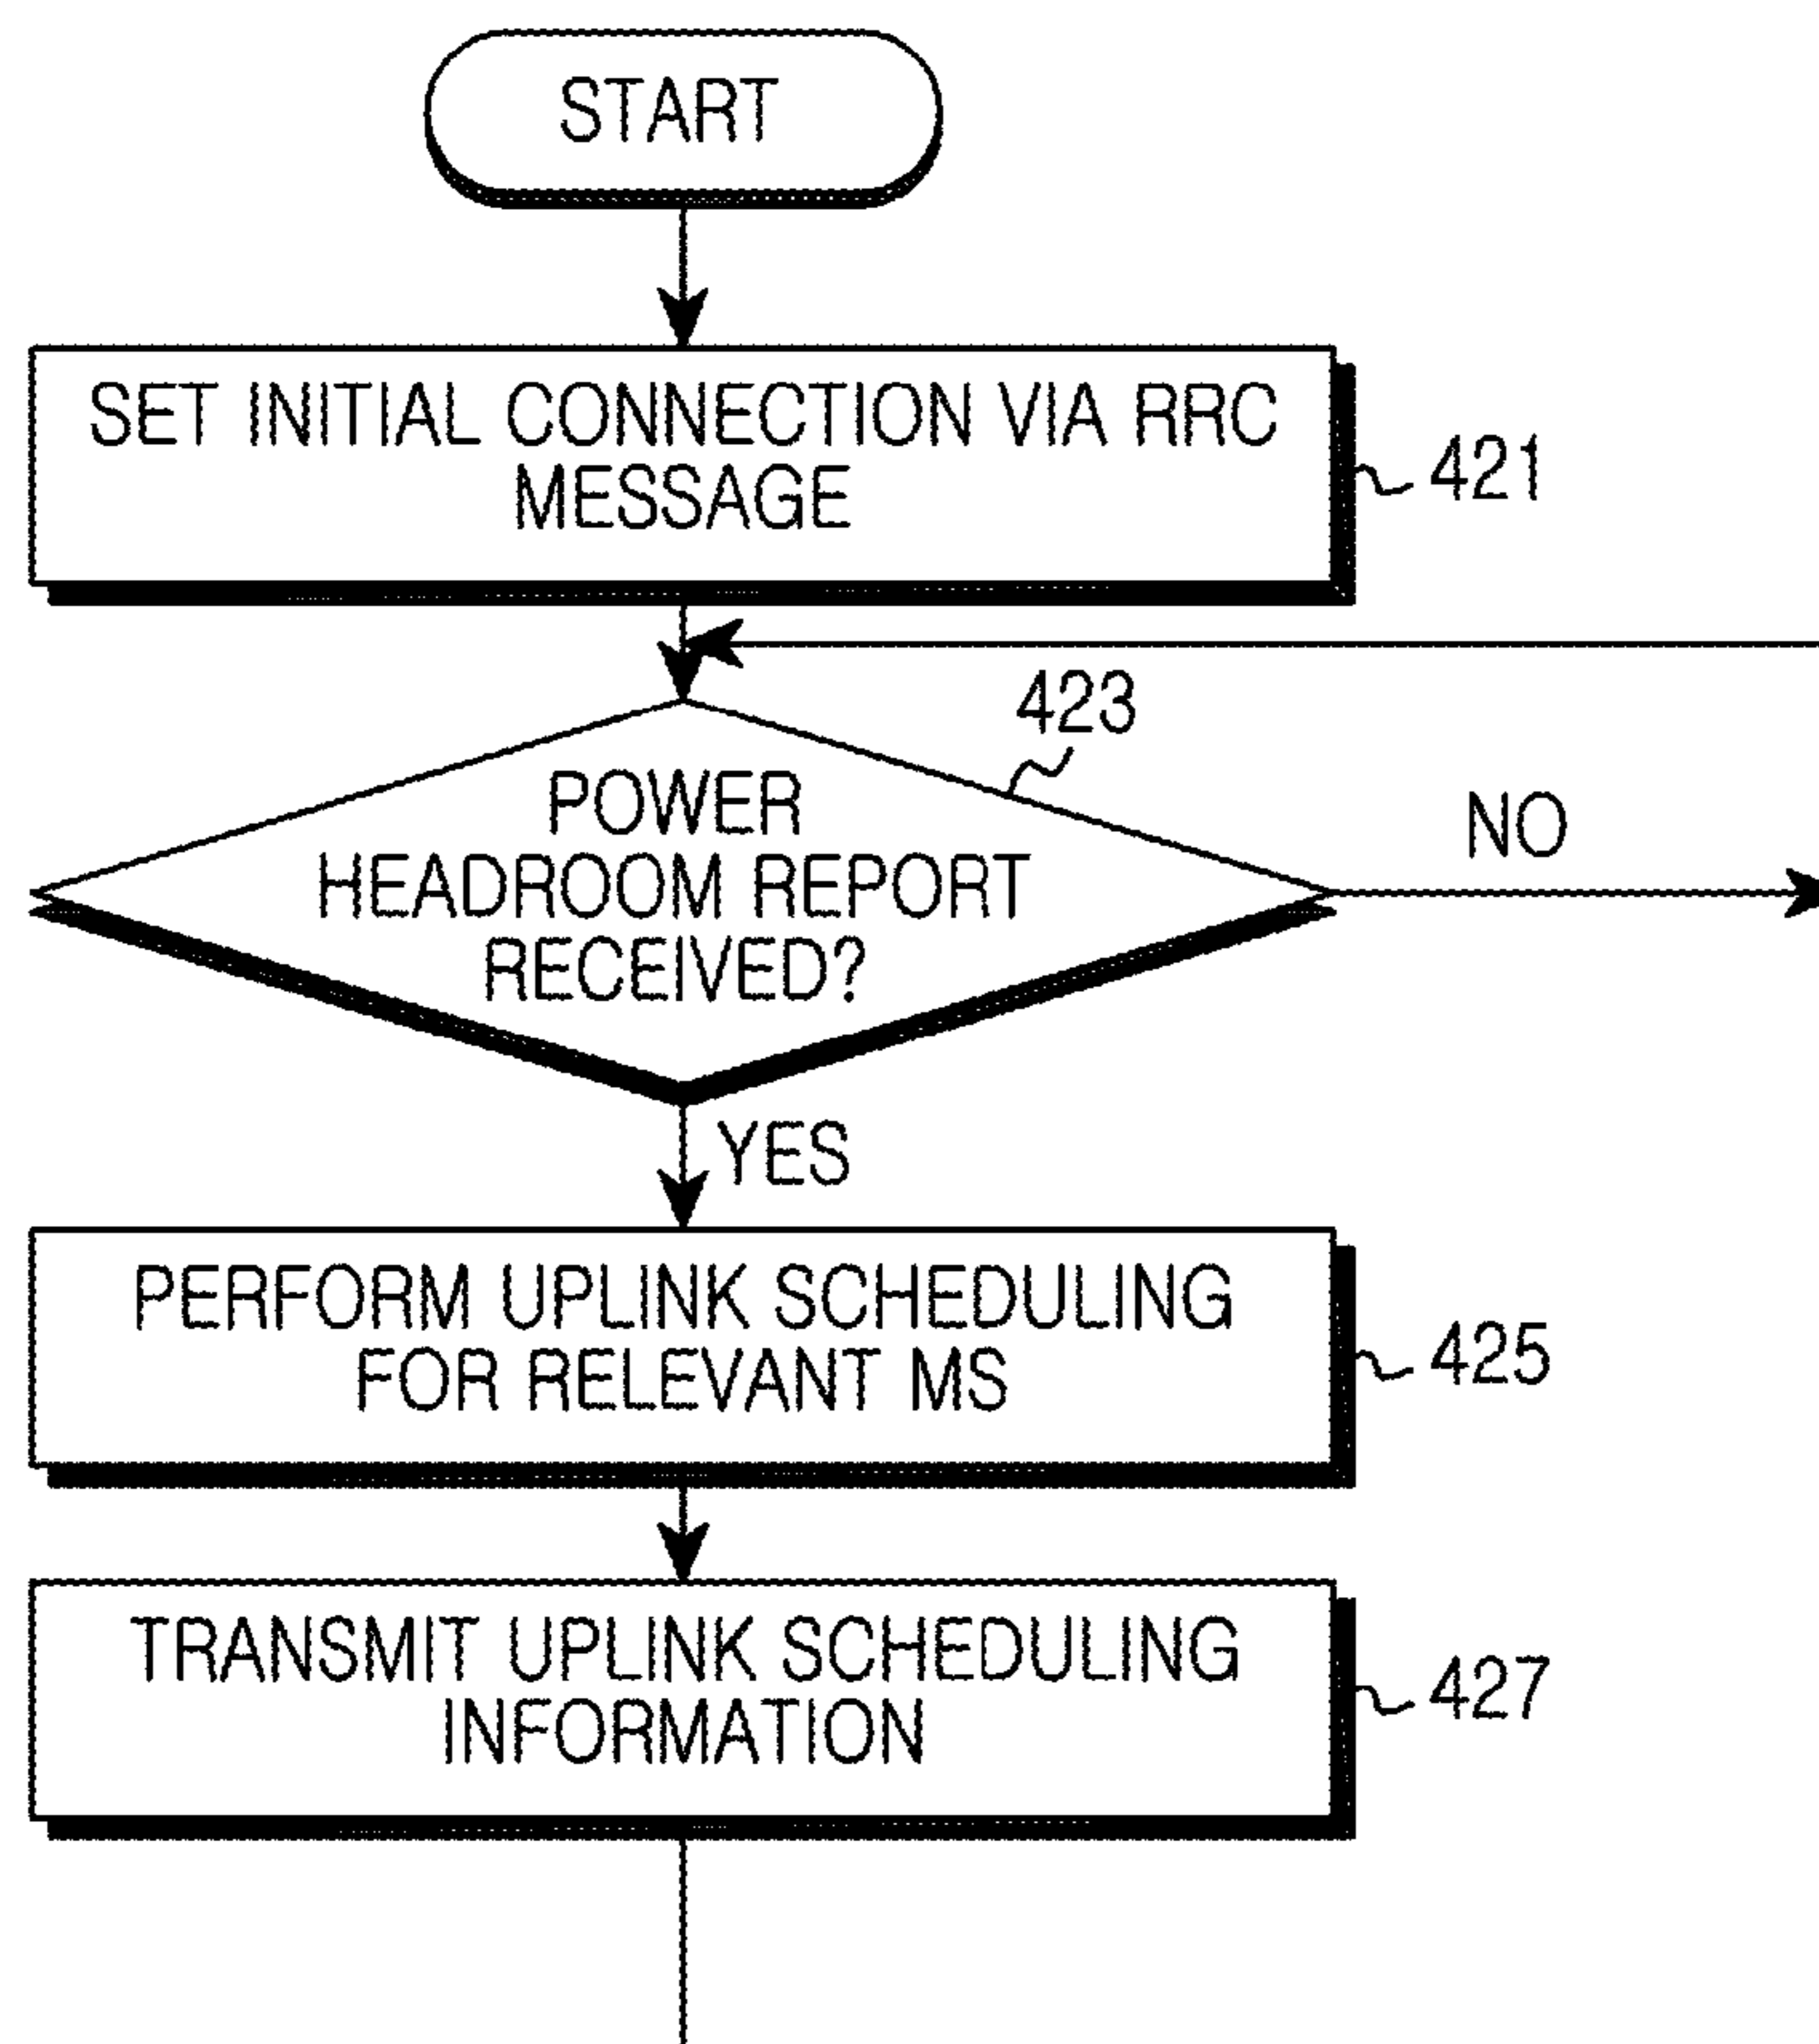 START
SET INITIAL CONNECTION VIA RRC
MESSAGE
421
423
POWER
HEADROOM REPORT
RECEIVED?
NO
YES
PERFORM UPLINK SCHEDULING
FOR RELEVANT MS
425
TRANSMIT UPLINK SCHEDULING
INFORMATION
427